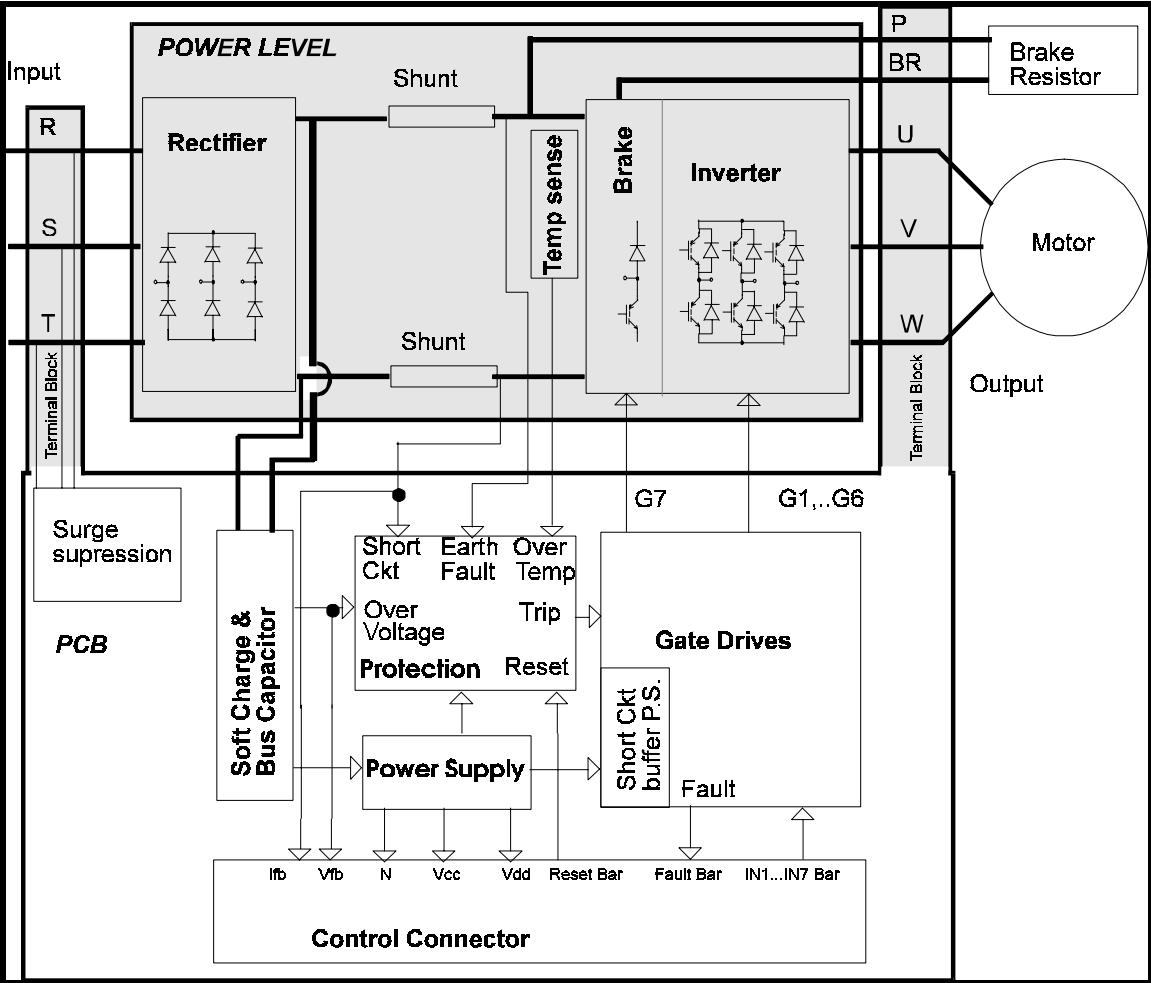 POWER LEVEL
P
BR
Brake
Resistor
Input
Shunt
R
Rectifier
Temp sense
Brake
Inverter
U
S
V
Motor
T
Shunt
W
Terminal Block
Terminal Block
Output
G7
G1,..G6
Surge
supression
PCB
Soft Charge &
Bus Capacitor
Short
Ckt
Earth
Fault
Over
Temp
Over
Voltage
Trip
Protection
Reset
Gate Drives
Power Supply
Short Ckt
buffer P.S.
Fault
Ifb
Vfb
N
Vcc
Vdd
Reset Bar
Fault Bar
IN1...IN7 Bar
Control Connector